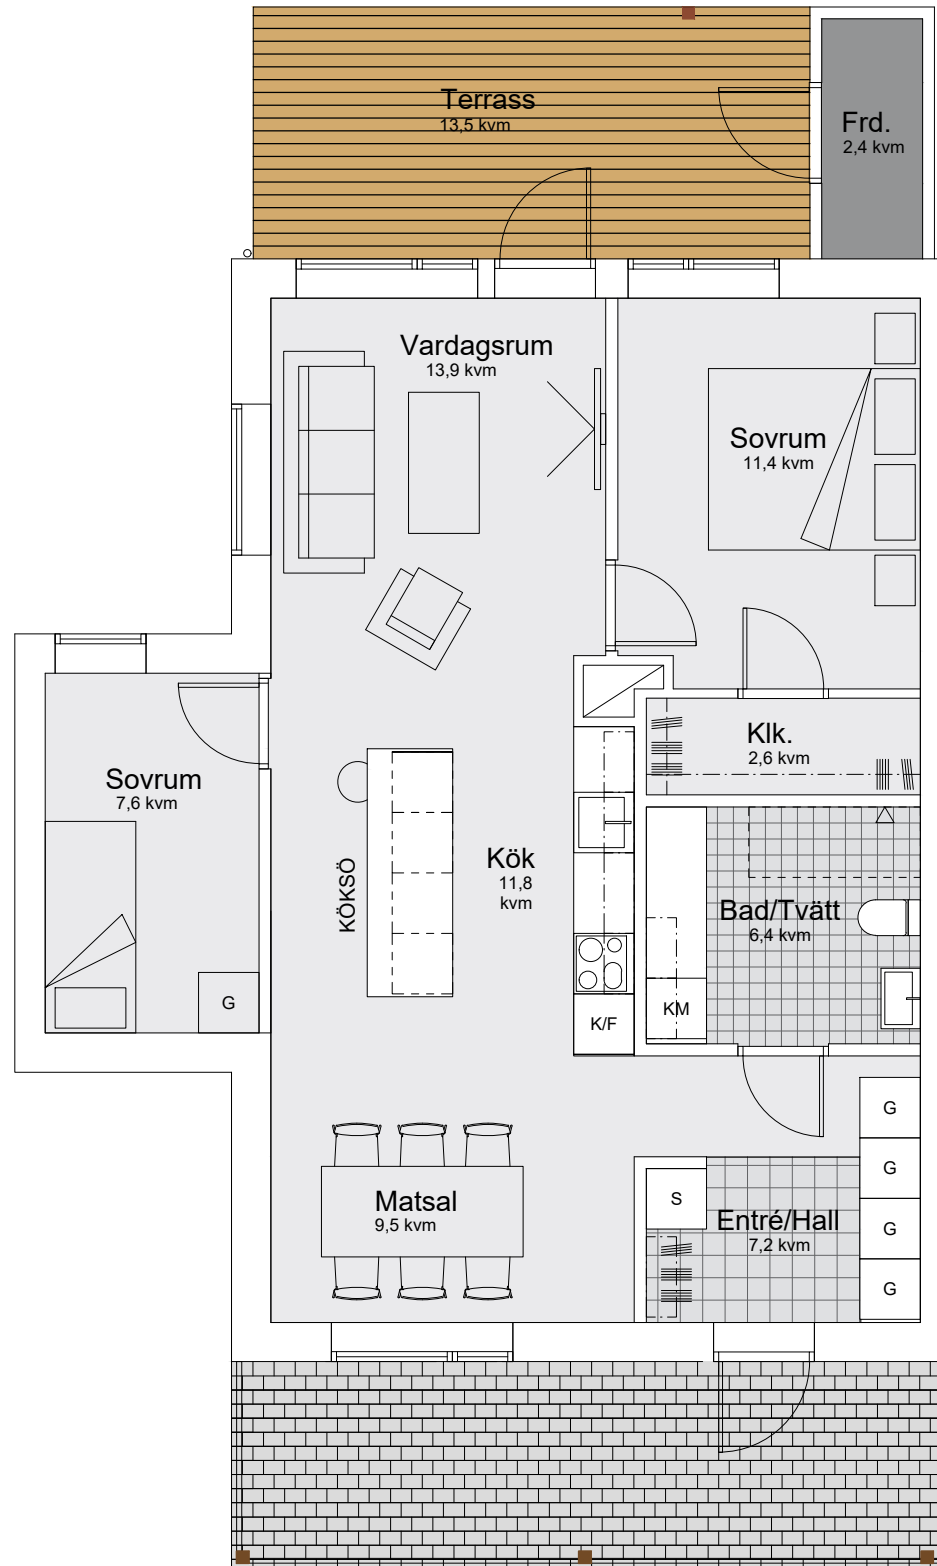 Terrass
13,5 kvm
Frd.
2,4 kvm
Vardagsrum
13,9 kvm
Sovrum
11,4 kvm
Klk.
2,6 kvm
Sovrum
7,6 kvm
KÖKSÖ
Kök
11,8
kvm
Bad/Tvätt
6,4 kvm
G
K/F
KM
G
G
G
G
S
Matsal
9,5 kvm
Entré/Hall
7,2 kvm